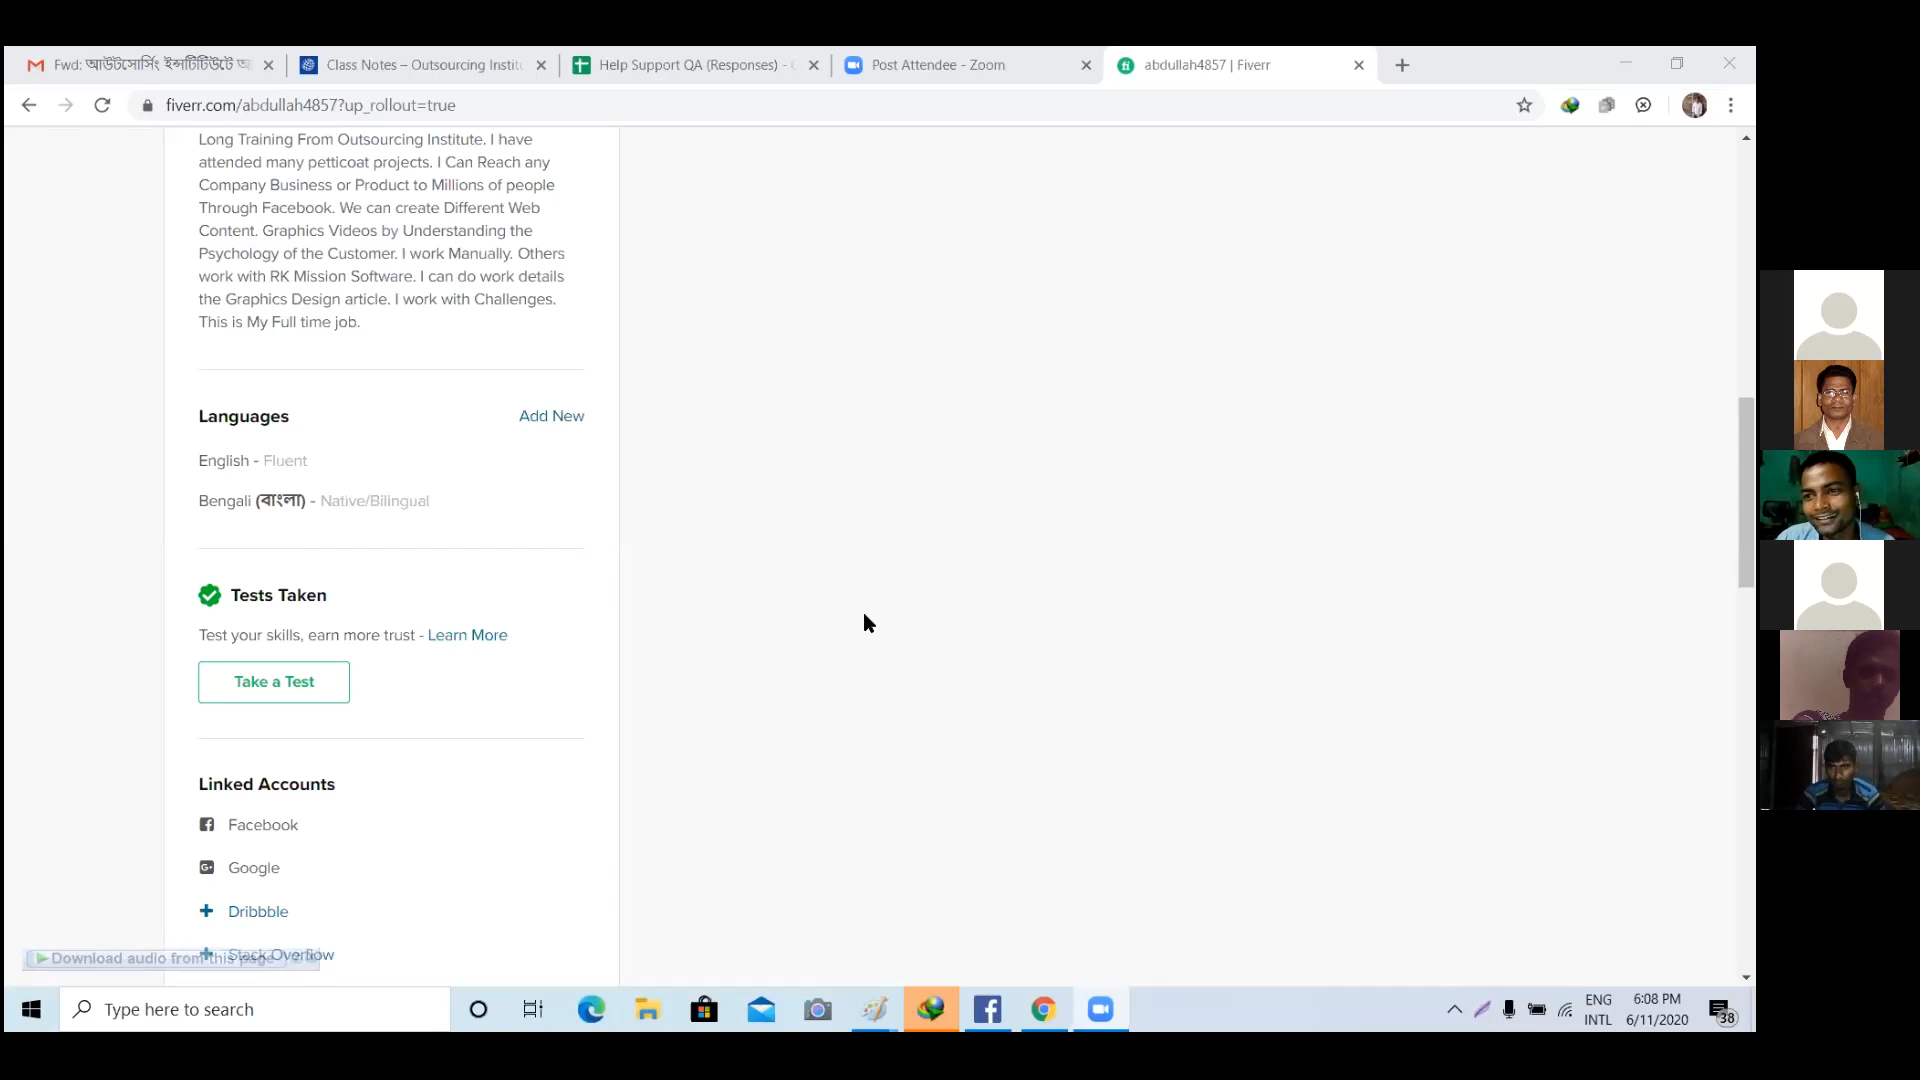 Fwd: আউটসোর্সিং ইন্সটিটিউটে অ
Class Notes – Outsourcing Institu
Help Support QA (Responses) -
Post Attendee - Zoom
abdullah4857 | Fiverr
fiverr.com/abdullah4857?up_rollout=true
Long Training From Outsourcing Institute. I have
attended many petticoat projects. I Can Reach any
Company Business or Product to Millions of people
Through Facebook. We can create Different Web
Content. Graphics Videos by Understanding the
Psychology of the Customer. I work Manually. Others
work with RK Mission Software. I can do work details
the Graphics Design article. I work with Challenges.
This is My Full time job.
Languages
Add New
English - Fluent
Bengali (বাংলা) - Native/Bilingual
Tests Taken
Test your skills, earn more trust - Learn More
Take a Test
Linked Accounts
Facebook
Google
Dribbble
Stack Overflow
Download audio from this page
Type here to search
ENG
INTL
6:08 PM
6/11/2020
38